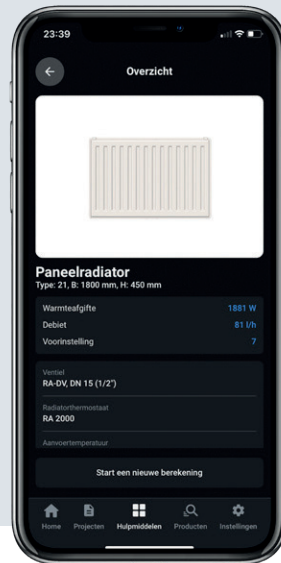 23:39
Overzicht
Paneelradiator
Type: 21, B: 1800 mm, H: 450 mm
Warmteafgifte 1881 W
Debiet 81 l/h
Voorinstelling 7
Ventiel
RA-DV, DN 15 (1/2")
Radiatorthermostaat
RA 2000
Aanvoertemperatuur
Start een nieuwe berekening
Home Projecten Hulpmiddelen Producten Instellingen